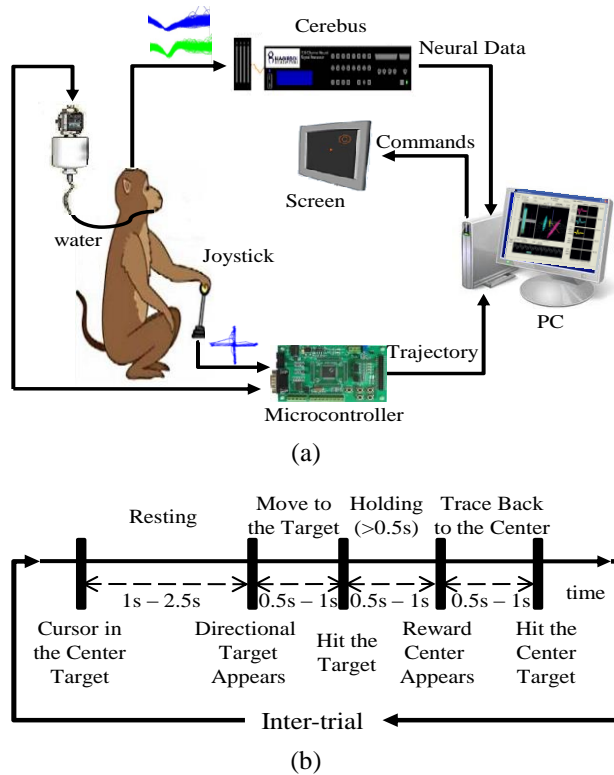 Cerebus
Neural Data
Commands
Screen
water
Joystick
PC
Trajectory
Microcontroller
(a)
Resting
Move to
the Target
Holding
(>0.5s)
Trace Back
to the Center
1s – 2.5s
0.5s – 1s
0.5s – 1s
0.5s – 1s
time
Cursor in
the Center
Target
Directional
Target
Appears
Hit the
Target
Reward
Center
Appears
Hit the
Center
Target
Inter-trial
(b)